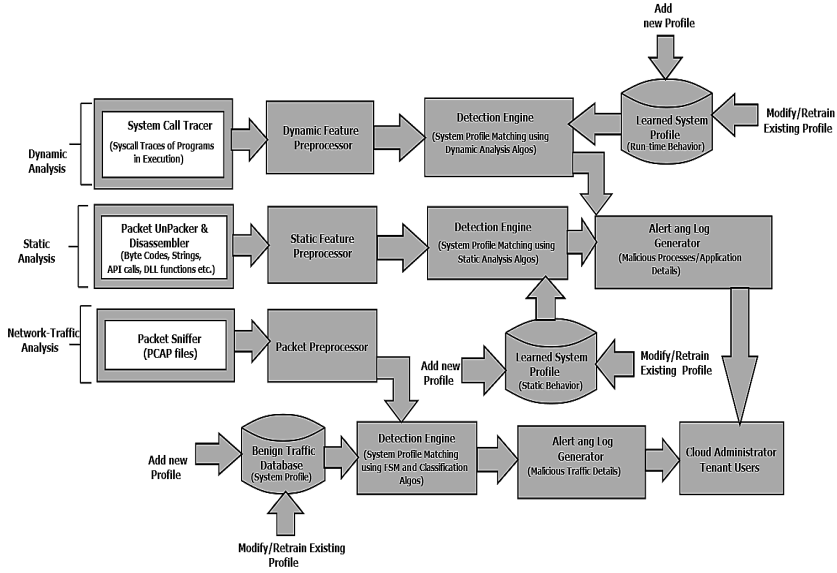 Add
new Profile
System Call Tracer
(Syscall Traces of Programs
in Execution)
Dynamic
Analysis
Dynamic Feature
Preprocessor
Detection Engine
(System Profile Matching using
Dynamic Analysis Algos)
Learned System
Profile
(Run-time Behavior)
Modify/Retrain
Existing Profile
Static
Analysis
Packet UnPacker &
Disassembler
(Byte Codes, Strings,
API calls, DLL functions etc.)
Static Feature
Preprocessor
Detection Engine
(System Profile Matching using
Static Analysis Algos)
Alert ang Log
Generator
(Malicious Processes/Application
Details)
Network-Traffic
Analysis
Packet Sniffer
(PCAP files)
Packet Preprocessor
Add new
Profile
Learned System
Profile
(Static Behavior)
Modify/Retrain
Existing Profile
Add new
Profile
Benign Traffic
Database
(System Profile)
Detection Engine
(System Profile Matching
using FSM and Classification
Algos)
Alert ang Log
Generator
(Malicious Traffic Details)
Cloud Administrator
Tenant Users
Modify/Retrain Existing
Profile